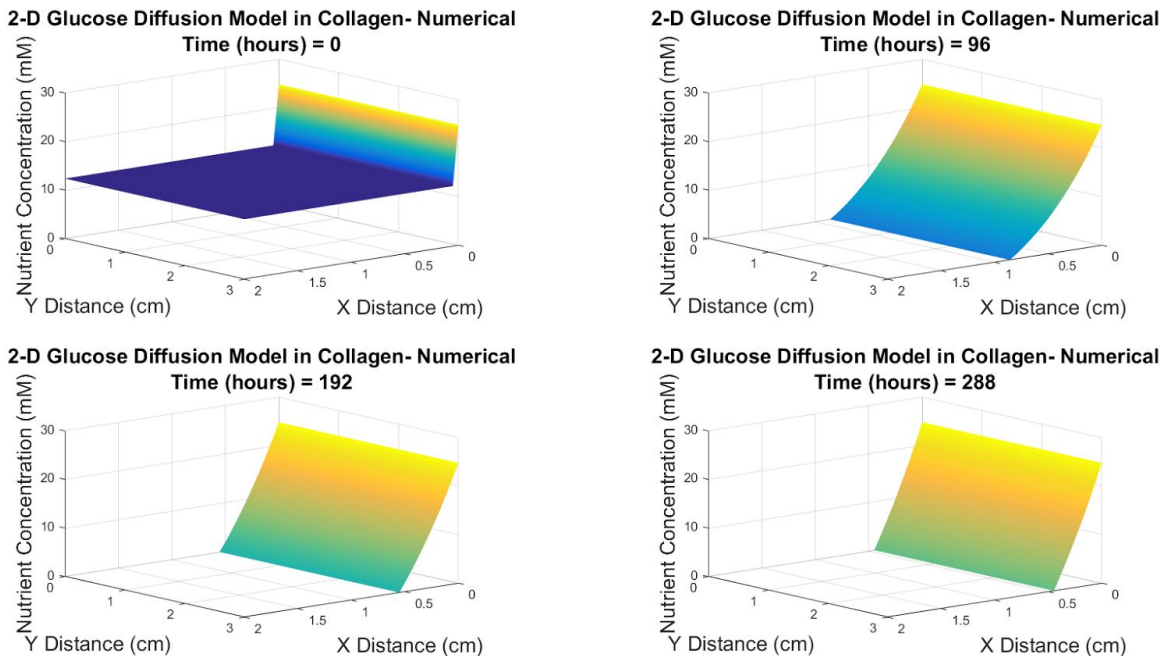 2-D Glucose Diffusion Model in Collagen- Numerical
Time (hours) = 0
Nutrient Concentration (mM)
30
20
10
0
0
1
2
3
Y Distance (cm)
2
1.5
1
0.5
0
X Distance (cm)
2-D Glucose Diffusion Model in Collagen- Numerical
Time (hours) = 96
Nutrient Concentration (mM)
30
20
10
0
0
1
2
3
Y Distance (cm)
2
1.5
1
0.5
0
X Distance (cm)
2-D Glucose Diffusion Model in Collagen- Numerical
Time (hours) = 192
Nutrient Concentration (mM)
30
20
10
0
0
1
2
3
Y Distance (cm)
2
1.5
1
0.5
0
X Distance (cm)
2-D Glucose Diffusion Model in Collagen- Numerical
Time (hours) = 288
Nutrient Concentration (mM)
30
20
10
0
0
1
2
3
Y Distance (cm)
2
1.5
1
0.5
0
X Distance (cm)